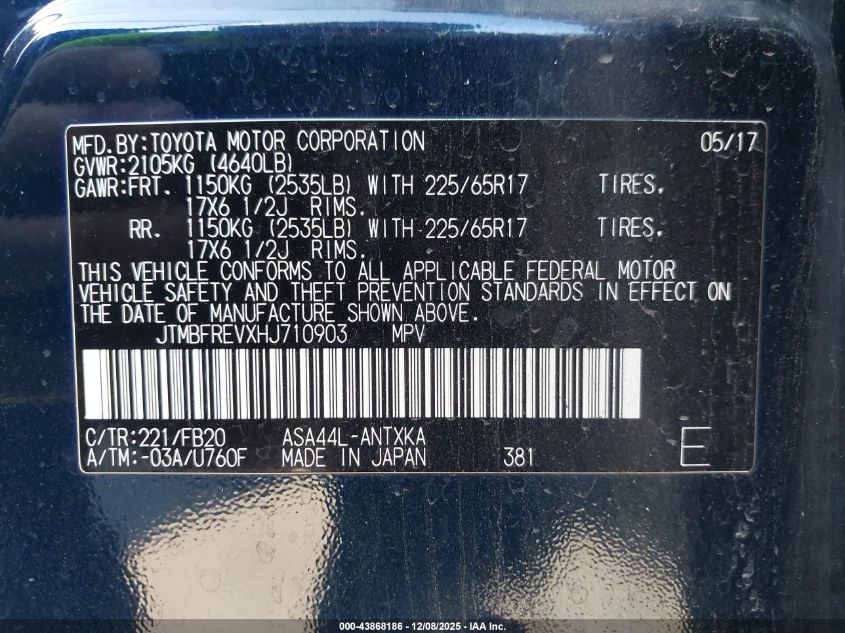 MFD.BY:TOYOTA MOTOR CORPORATION 05/17
GVWR:2105KG (4640LB)
GAWR:FRT. 1150KG (2535LB) WITH 225/65R17 TIRES,
17X6 1/2J RIMS.
RR. 1150KG (2535LB) WITH 225/65R17 TIRES,
17X6 1/2J RIMS.
THIS VEHICLE CONFORMS TO ALL APPLICABLE FEDERAL MOTOR
VEHICLE SAFETY AND THEFT PREVENTION STANDARDS IN EFFECT ON
THE DATE OF MANUFACTURE SHOWN ABOVE.
JTMBFREVXHJ710903 MPV
C/TR:221/FB20 ASA44L-ANTXKA
A/TM:-03A/U760F MADE IN JAPAN 381 E
000-43868186 - 12/08/2025 - IAA Inc.